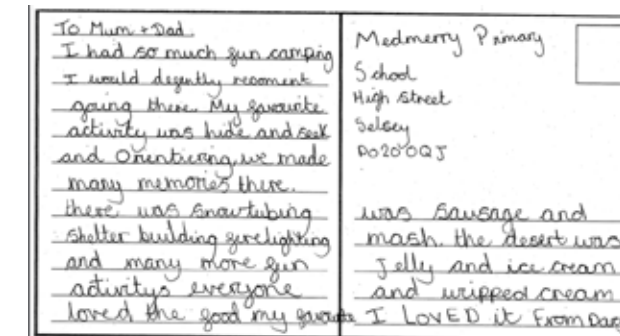 To Mum + Dad.
I had so much fun camping
I would defently recoment
going there. My favourite
activity was hide and seek
and Orienticring, we made
many memories there.
there was snowtubing
shelter building firelighting
and many more fun
activitys everyone
loved the food my favourite
Medmerry Primary
School
High Street
Selsey
PO20 0QJ
was sausage and
mash. the desert was
Jelly and ice cream
and wripped cream
I LOVED it From